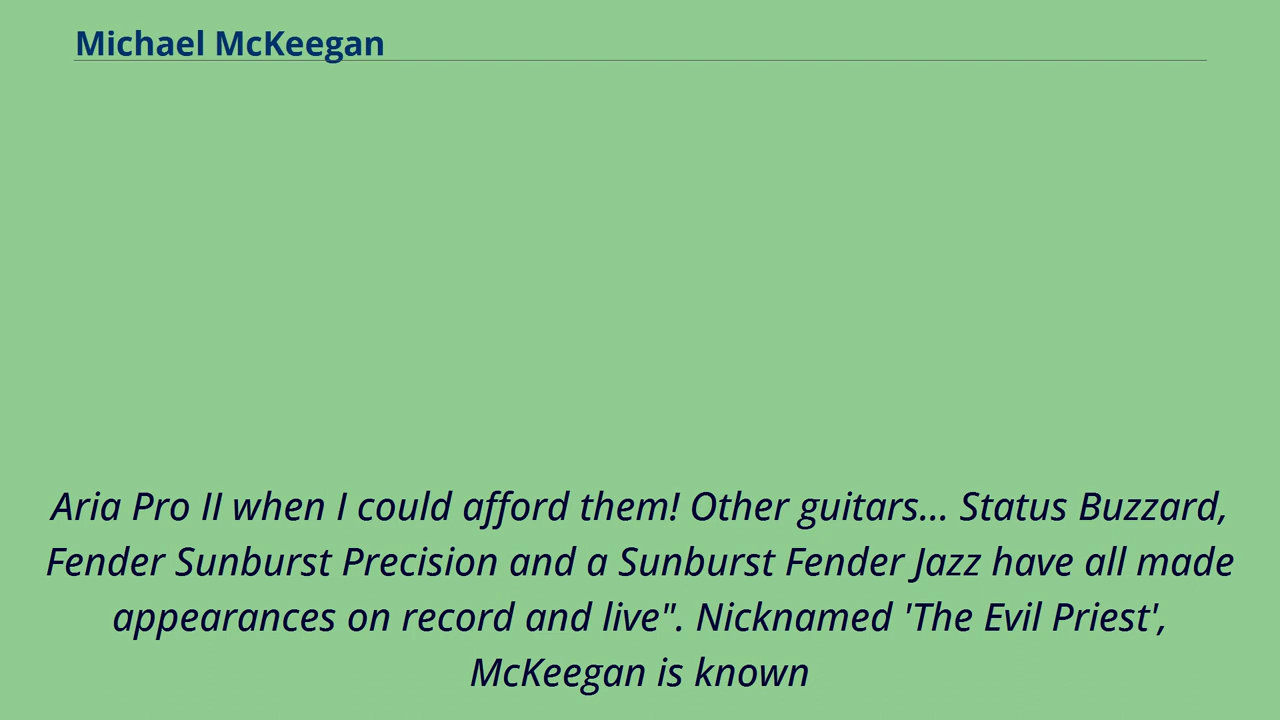 Michael McKeegan
Aria Pro II when I could afford them! Other guitars... Status Buzzard,
Fender Sunburst Precision and a Sunburst Fender Jazz have all made
appearances on record and live". Nicknamed 'The Evil Priest',
McKeegan is known